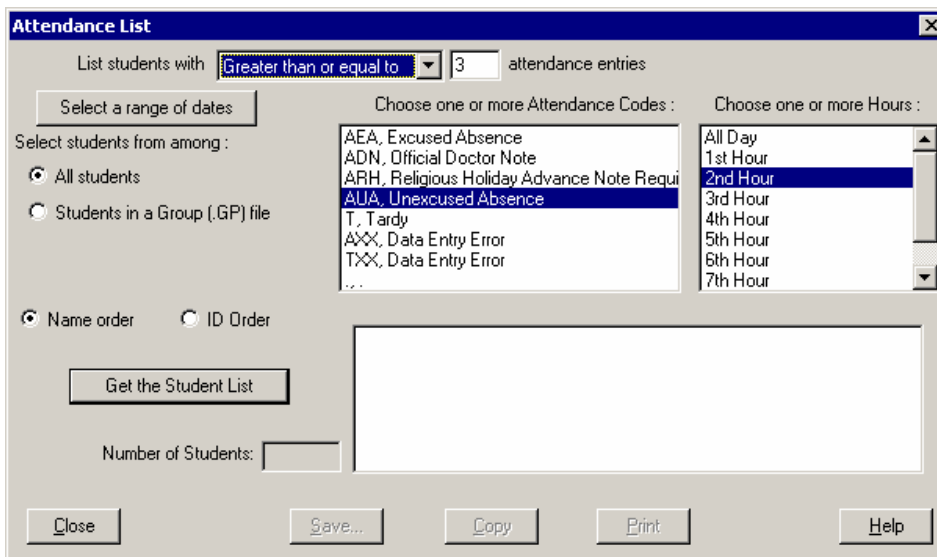 Attendance List
List students with Greater than or equal to 3 attendance entries
Select a range of dates
Choose one or more Attendance Codes :
Choose one or more Hours :
Select students from among :
All students
Students in a Group (.GP) file
AEA, Excused Absence
ADN, Official Doctor Note
ARH, Religious Holiday Advance Note Requi
AUA, Unexcused Absence
T, Tardy
AXX, Data Entry Error
TXX, Data Entry Error
., .
All Day
1st Hour
2nd Hour
3rd Hour
4th Hour
5th Hour
6th Hour
7th Hour
Name order
ID Order
Get the Student List
Number of Students:
Close
Save...
Copy
Print
Help